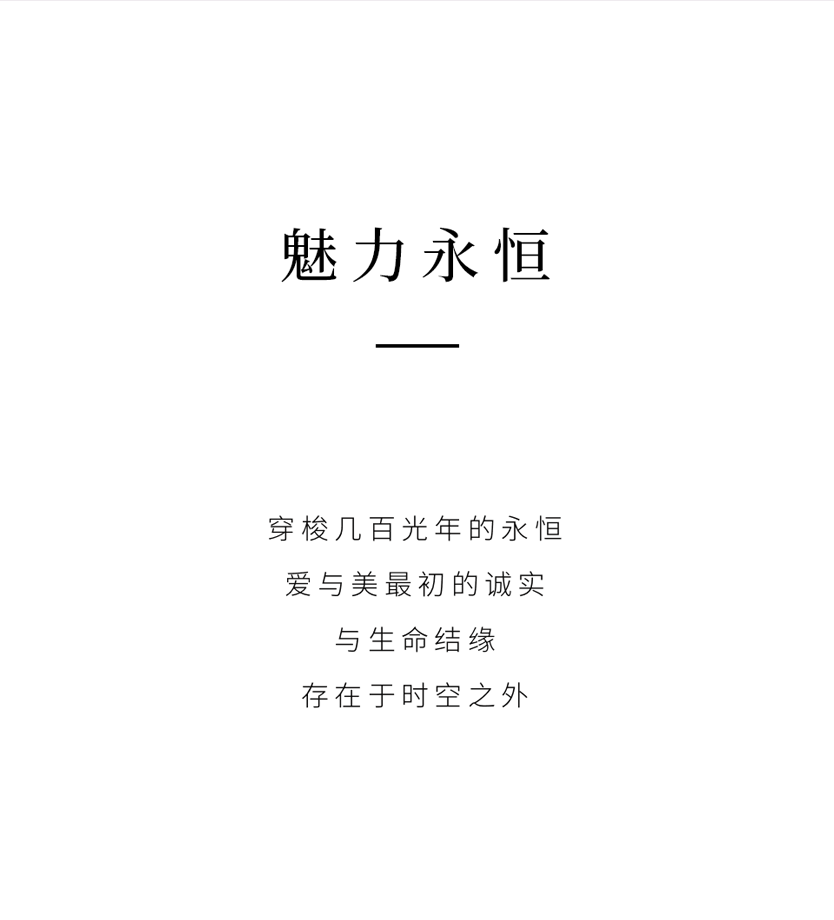 魅力永恒
穿梭几百光年的永恒
爱与美最初的诚实
与生命结缘
存在于时空之外